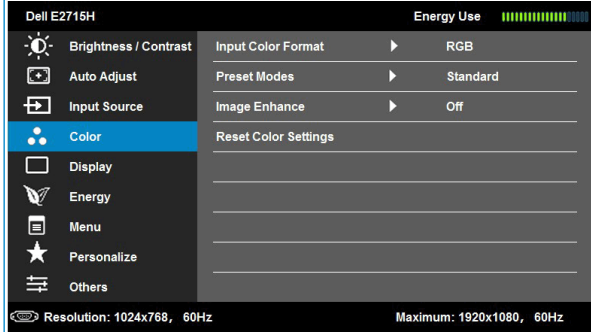 Dell E2715H Energy Use
Brightness / Contrast Input Color Format RGB
Auto Adjust Preset Modes Standard
Input Source Image Enhance Off
Color Reset Color Settings
Display
Energy
Menu
Personalize
Others
Resolution: 1024x768, 60Hz Maximum: 1920x1080, 60Hz